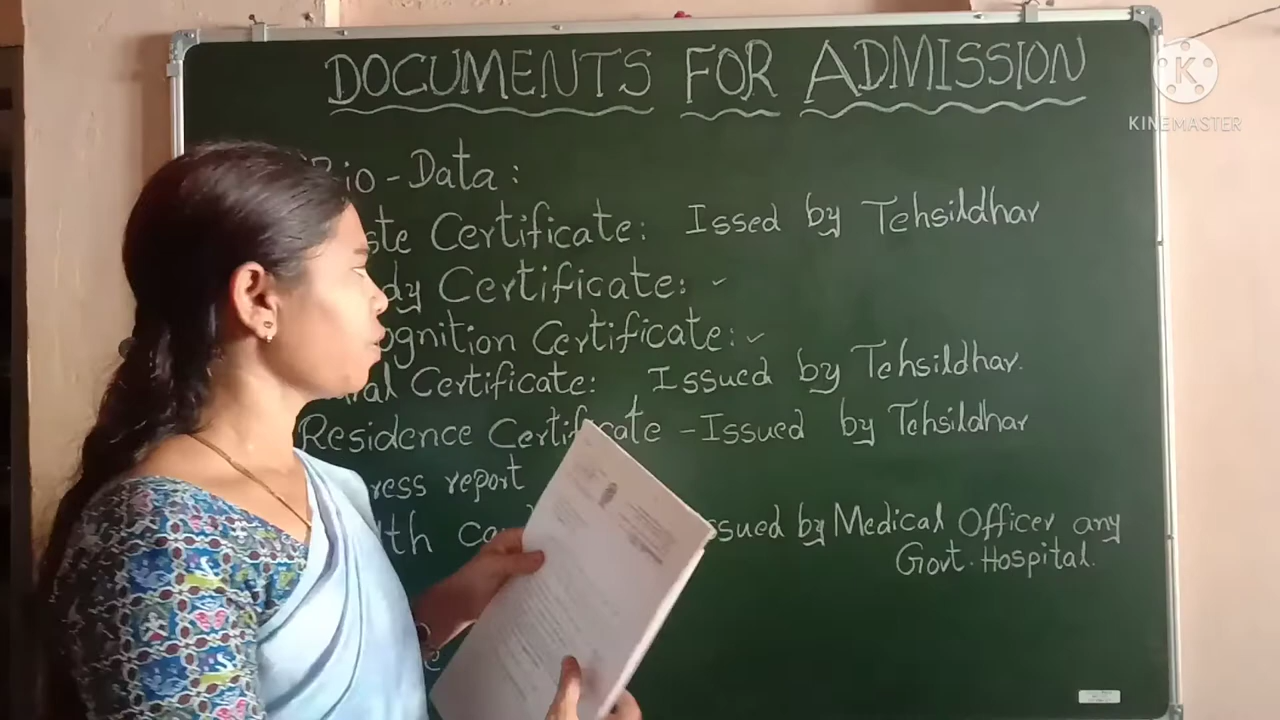 DOCUMENTS FOR ADMISSION
K
KINEMASTER
Bio-Data:
Certificate: Issed by Tehsildhar
Certificate: ✓
Certificate: ✓
Certificate: Issued by Tehsildhar.
Residence Certificate - Issued by Tehsildhar
report
by Medical Officer any
Govt. Hospital.